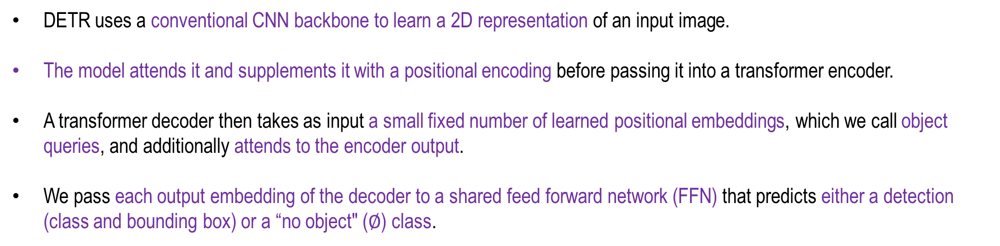 • DETR uses a conventional CNN backbone to learn a 2D representation of an input image.
• The model attends it and supplements it with a positional encoding before passing it into a transformer encoder.
• A transformer decoder then takes as input a small fixed number of learned positional embeddings, which we call object
queries, and additionally attends to the encoder output.
• We pass each output embedding of the decoder to a shared feed forward network (FFN) that predicts either a detection
(class and bounding box) or a “no object" (∅) class.